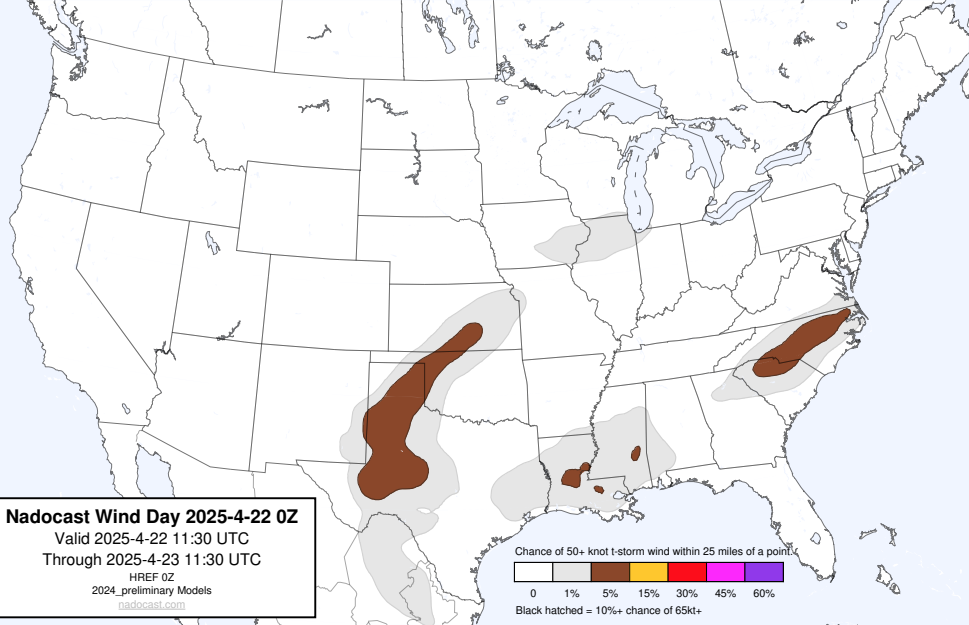 Nadocast Wind Day 2025-4-22 0Z
Valid 2025-4-22 11:30 UTC
Through 2025-4-23 11:30 UTC
HREF 0Z
2024_preliminary Models
nadocast.com
Chance of 50+ knot t-storm wind within 25 miles of a point.
0 1% 5% 15% 30% 45% 60%
Black hatched = 10%+ chance of 65kt+